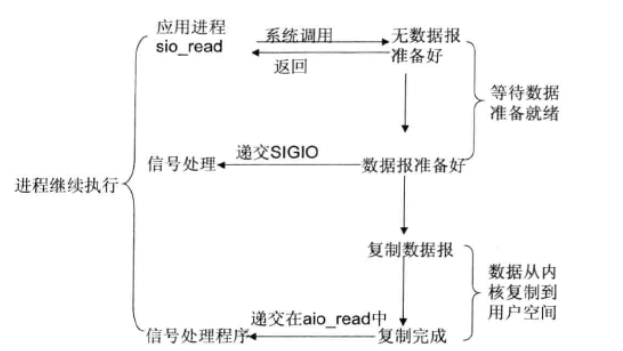 应用进程
sio_read
系统调用
返回
无数据报
准备好
等待数据
准备就绪
信号处理
递交SIGIO
数据报准备好
进程继续执行
复制数据报
数据从内
核复制到
用户空间
信号处理程序
递交在aio_read中
复制完成